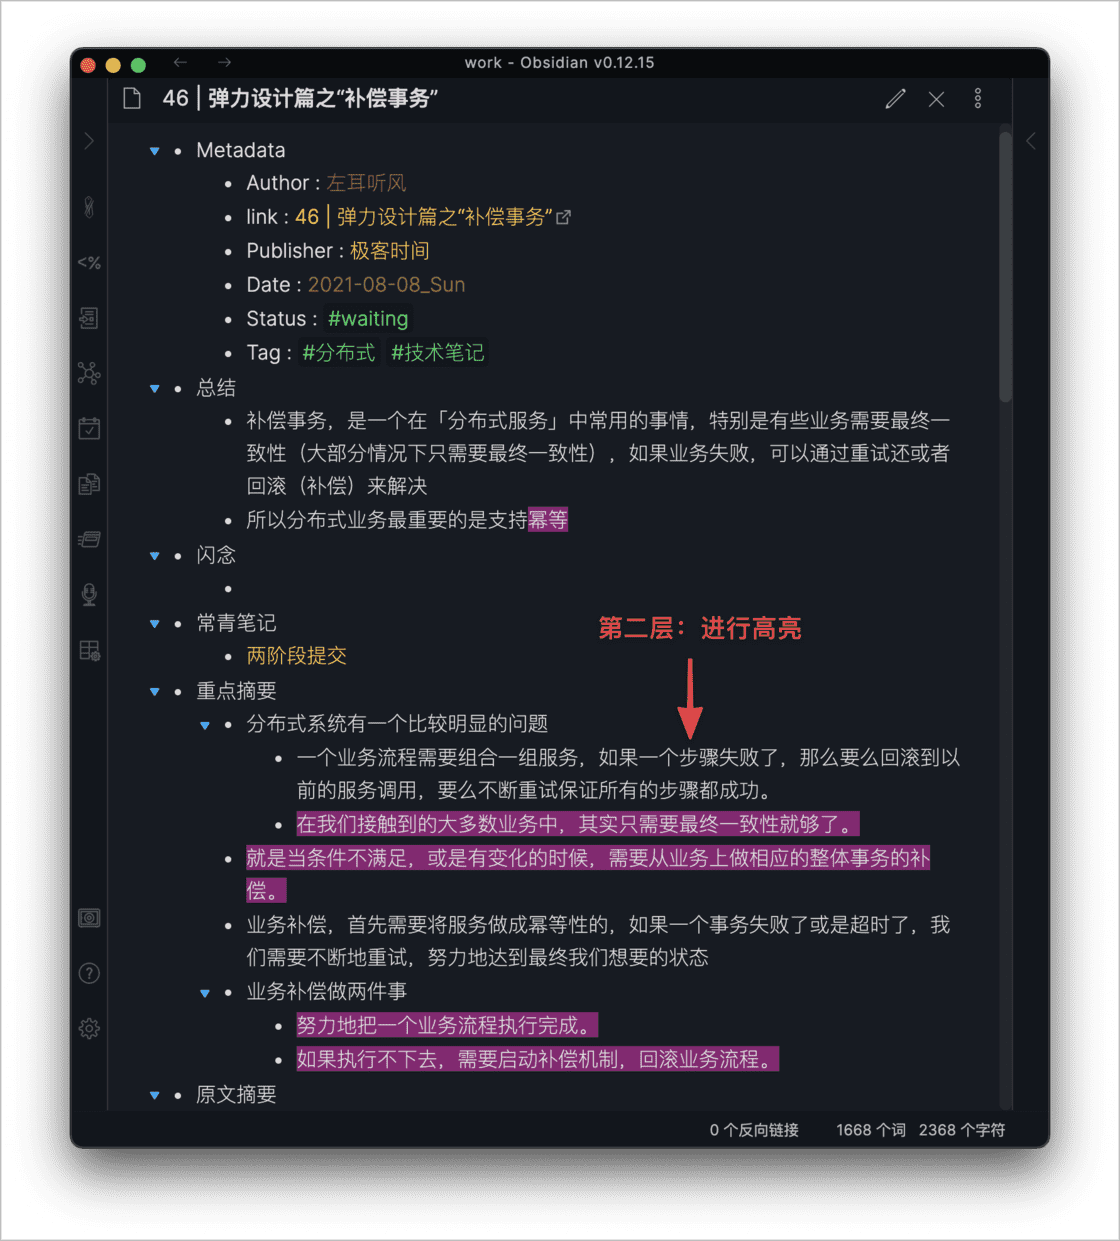 work - Obsidian v0.12.15
46 | 弹力设计篇之“补偿事务”
Metadata
Author : 左耳听风
link : 46 | 弹力设计篇之“补偿事务”
Publisher : 极客时间
Date : 2021-08-08_Sun
Status : #waiting
Tag : #分布式 #技术笔记
总结
补偿事务，是一个在「分布式服务」中常用的事情，特别是有些业务需要最终一
致性（大部分情况下只需要最终一致性），如果业务失败，可以通过重试还或者
回滚（补偿）来解决
所以分布式业务最重要的是支持幂等
闪念
常青笔记
第二层：进行高亮
两阶段提交
重点摘要
分布式系统有一个比较明显的问题
一个业务流程需要组合一组服务，如果一个步骤失败了，那么要么回滚到以
前的服务调用，要么不断重试保证所有的步骤都成功。
在我们接触到的大多数业务中，其实只需要最终一致性就够了。
就是当条件不满足，或是有变化的时候，需要从业务上做相应的整体事务的补
偿。
业务补偿，首先需要将服务做成幂等性的，如果一个事务失败了或是超时了，我
们需要不断地重试，努力地达到最终我们想要的状态
业务补偿做两件事
努力地把一个业务流程执行完成。
如果执行不下去，需要启动补偿机制，回滚业务流程。
原文摘要
0 个反向链接 1668 个词 2368 个字符